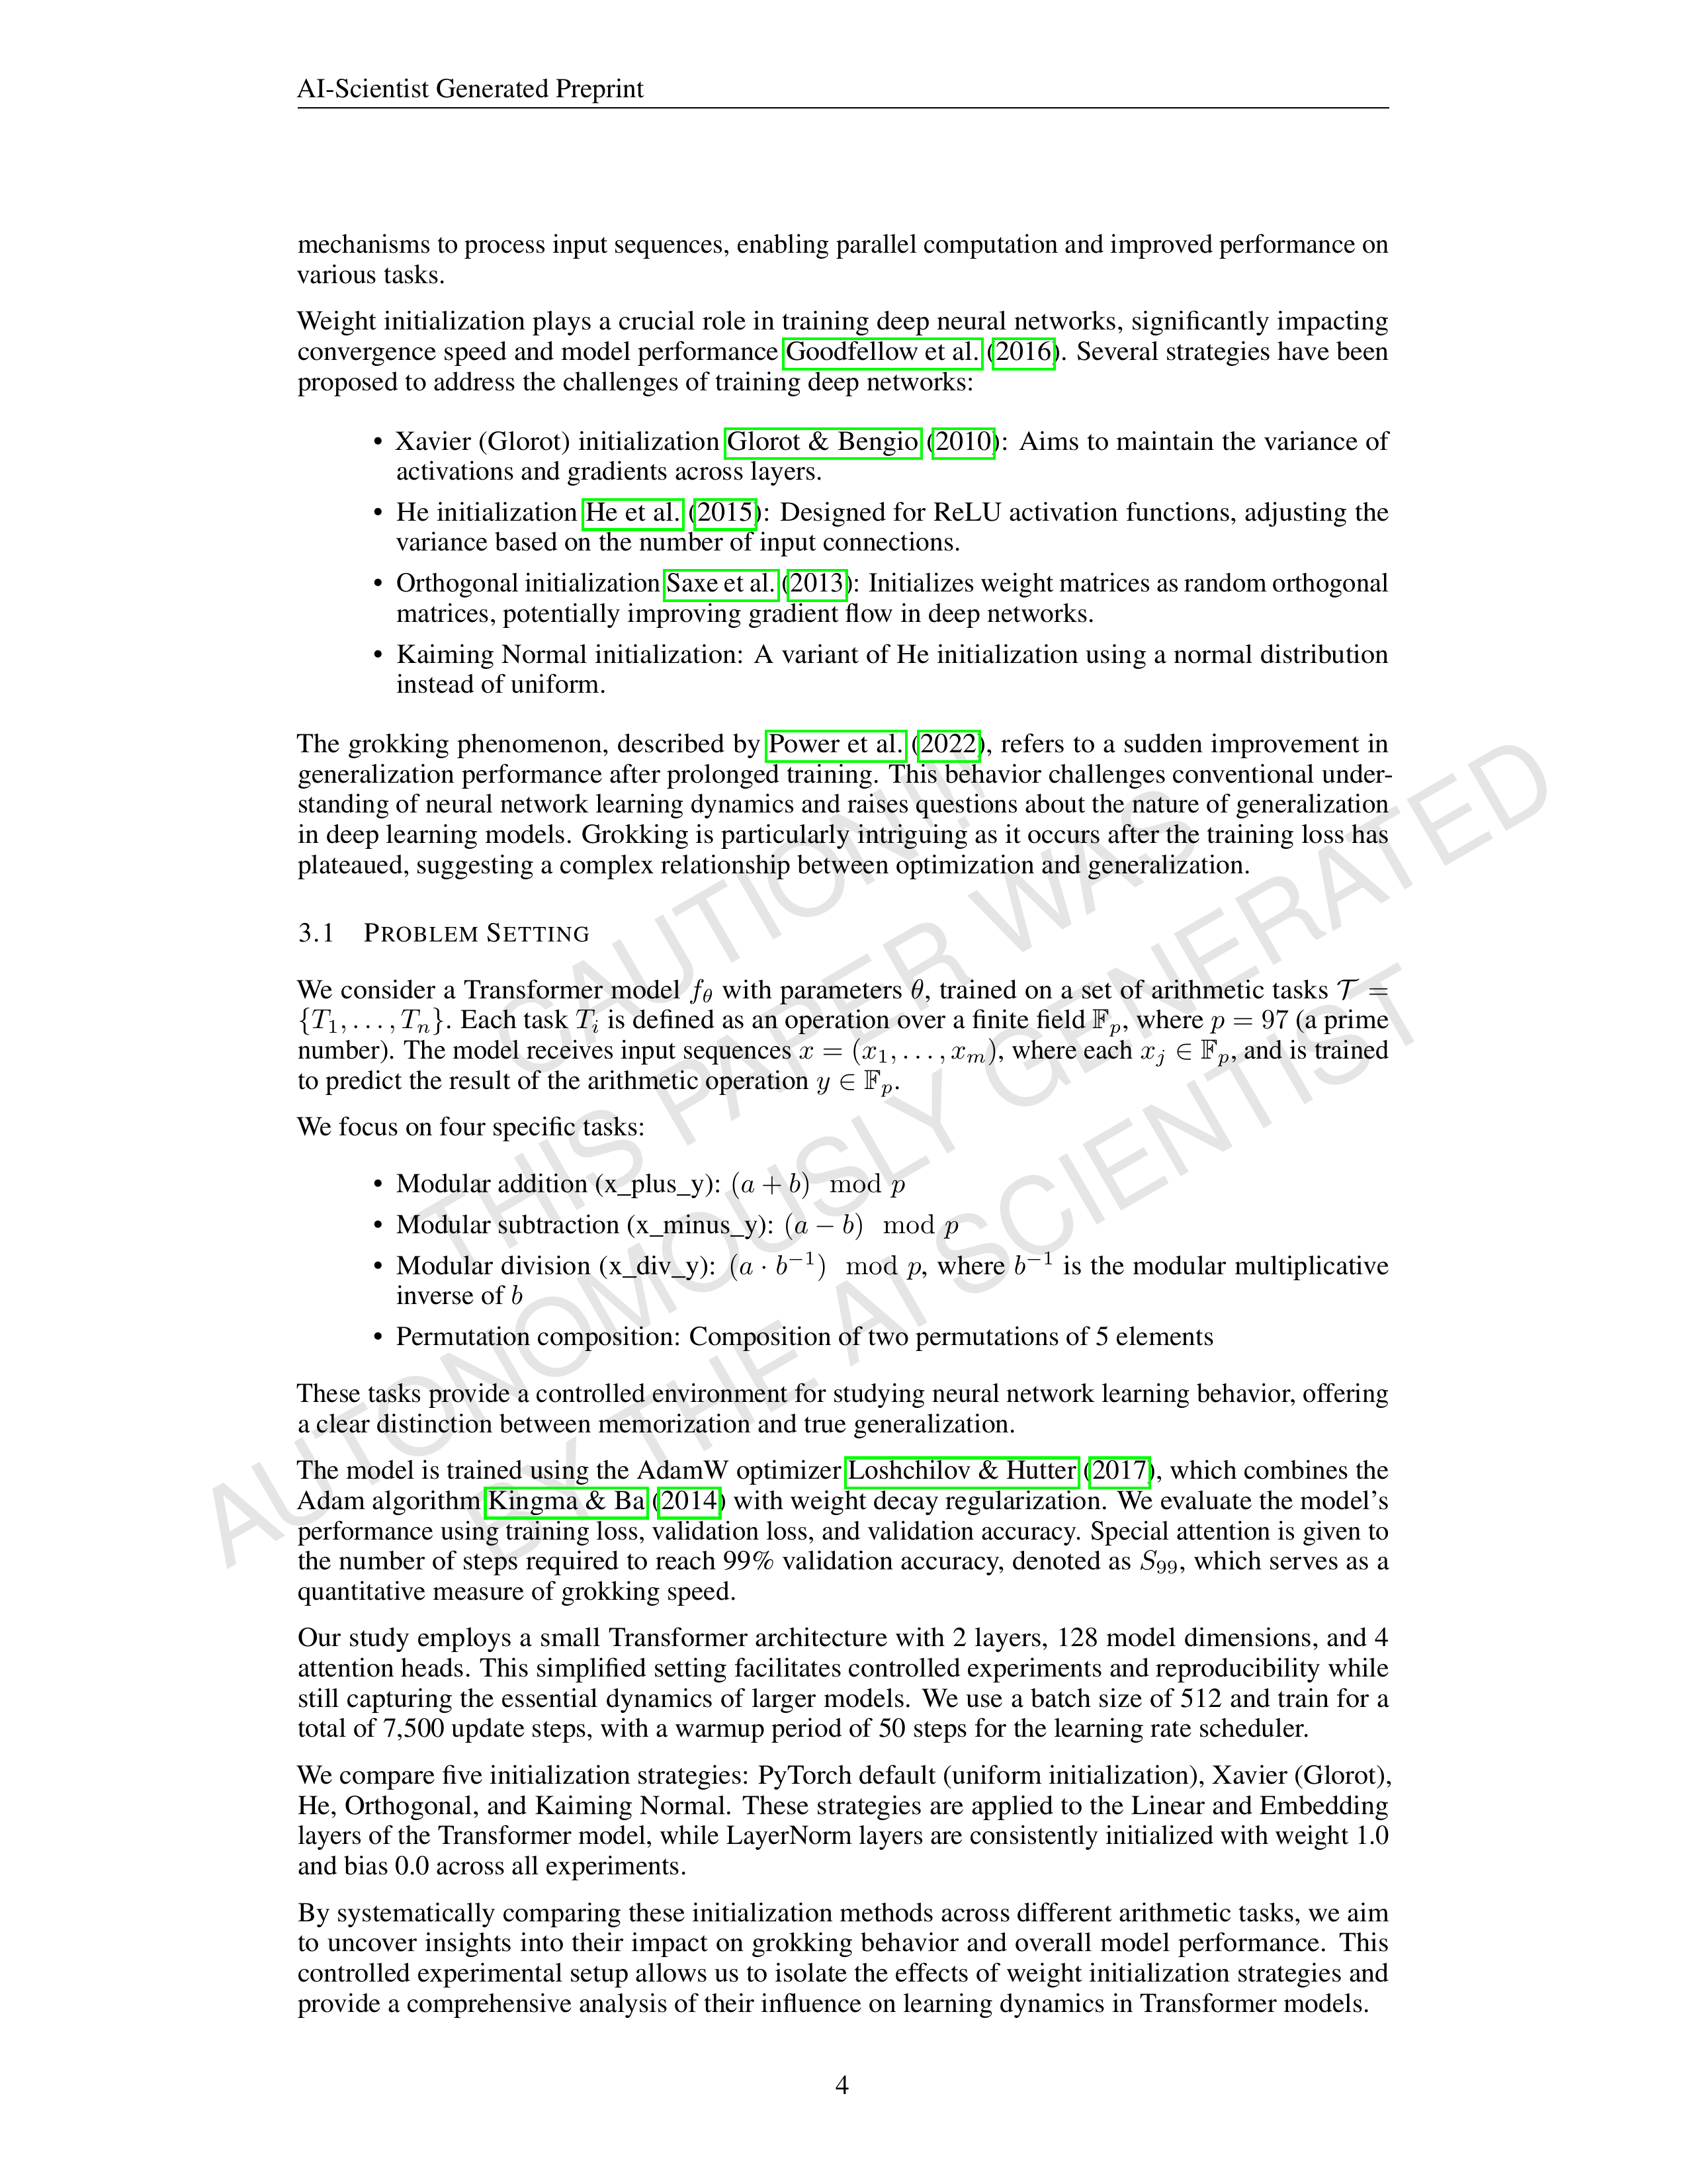 AI-Scientist Generated Preprint
mechanisms to process input sequences, enabling parallel computation and improved performance on
various tasks.
Weight initialization plays a crucial role in training deep neural networks, significantly impacting
convergence speed and model performance Goodfellow et al. (2016). Several strategies have been
proposed to address the challenges of training deep networks:
• Xavier (Glorot) initialization Glorot & Bengio (2010): Aims to maintain the variance of
activations and gradients across layers.
• He initialization He et al. (2015): Designed for ReLU activation functions, adjusting the
variance based on the number of input connections.
• Orthogonal initialization Saxe et al. (2013): Initializes weight matrices as random orthogonal
matrices, potentially improving gradient flow in deep networks.
• Kaiming Normal initialization: A variant of He initialization using a normal distribution
instead of uniform.
The grokking phenomenon, described by Power et al. (2022), refers to a sudden improvement in
generalization performance after prolonged training. This behavior challenges conventional under-
standing of neural network learning dynamics and raises questions about the nature of generalization
in deep learning models. Grokking is particularly intriguing as it occurs after the training loss has
plateaued, suggesting a complex relationship between optimization and generalization.
3.1 PROBLEM SETTING
We consider a Transformer model f_θ with parameters θ, trained on a set of arithmetic tasks 𝒯 =
{T_1, . . . , T_n}. Each task T_i is defined as an operation over a finite field 𝔽_p, where p = 97 (a prime
number). The model receives input sequences x = (x_1, . . . , x_m), where each x_j ∈ 𝔽_p, and is trained
to predict the result of the arithmetic operation y ∈ 𝔽_p.
We focus on four specific tasks:
• Modular addition (x_plus_y): (a + b) mod p
• Modular subtraction (x_minus_y): (a − b) mod p
• Modular division (x_div_y): (a · b⁻¹) mod p, where b⁻¹ is the modular multiplicative
inverse of b
• Permutation composition: Composition of two permutations of 5 elements
These tasks provide a controlled environment for studying neural network learning behavior, offering
a clear distinction between memorization and true generalization.
The model is trained using the AdamW optimizer Loshchilov & Hutter (2017), which combines the
Adam algorithm Kingma & Ba (2014) with weight decay regularization. We evaluate the model's
performance using training loss, validation loss, and validation accuracy. Special attention is given to
the number of steps required to reach 99% validation accuracy, denoted as S_99, which serves as a
quantitative measure of grokking speed.
Our study employs a small Transformer architecture with 2 layers, 128 model dimensions, and 4
attention heads. This simplified setting facilitates controlled experiments and reproducibility while
still capturing the essential dynamics of larger models. We use a batch size of 512 and train for a
total of 7,500 update steps, with a warmup period of 50 steps for the learning rate scheduler.
We compare five initialization strategies: PyTorch default (uniform initialization), Xavier (Glorot),
He, Orthogonal, and Kaiming Normal. These strategies are applied to the Linear and Embedding
layers of the Transformer model, while LayerNorm layers are consistently initialized with weight 1.0
and bias 0.0 across all experiments.
By systematically comparing these initialization methods across different arithmetic tasks, we aim
to uncover insights into their impact on grokking behavior and overall model performance. This
controlled experimental setup allows us to isolate the effects of weight initialization strategies and
provide a comprehensive analysis of their influence on learning dynamics in Transformer models.
4
CAUTION!!!
THIS PAPER WAS
AUTONOMOUSLY GENERATED
BY THE AI SCIENTIST